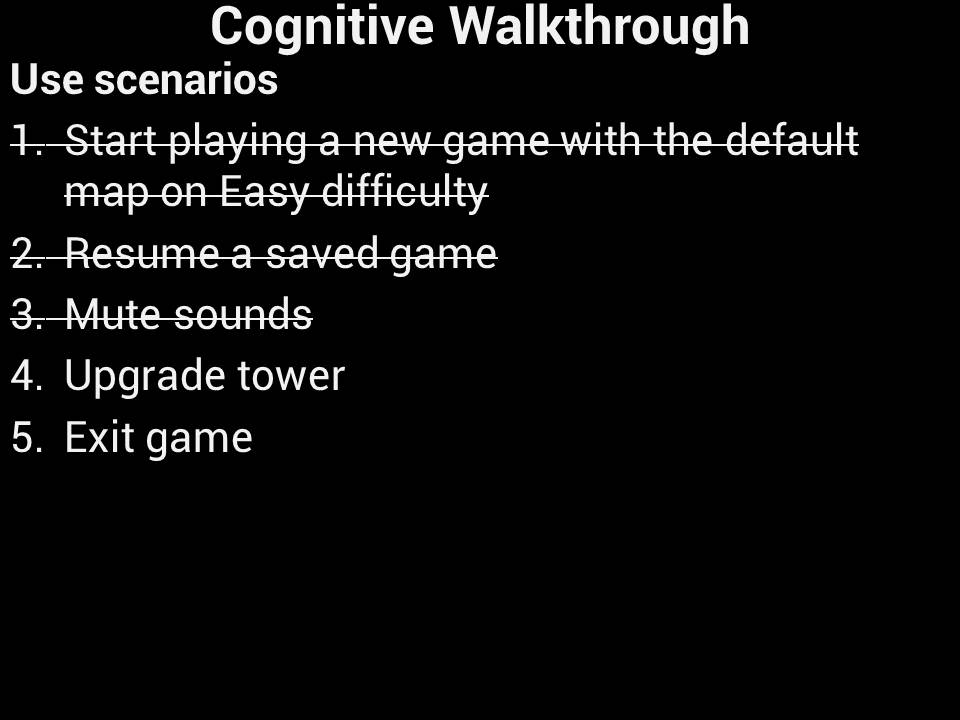 Cognitive Walkthrough
Use scenarios
1. Start playing a new game with the default
map on Easy difficulty
2. Resume a saved game
3. Mute sounds
4. Upgrade tower
5. Exit game